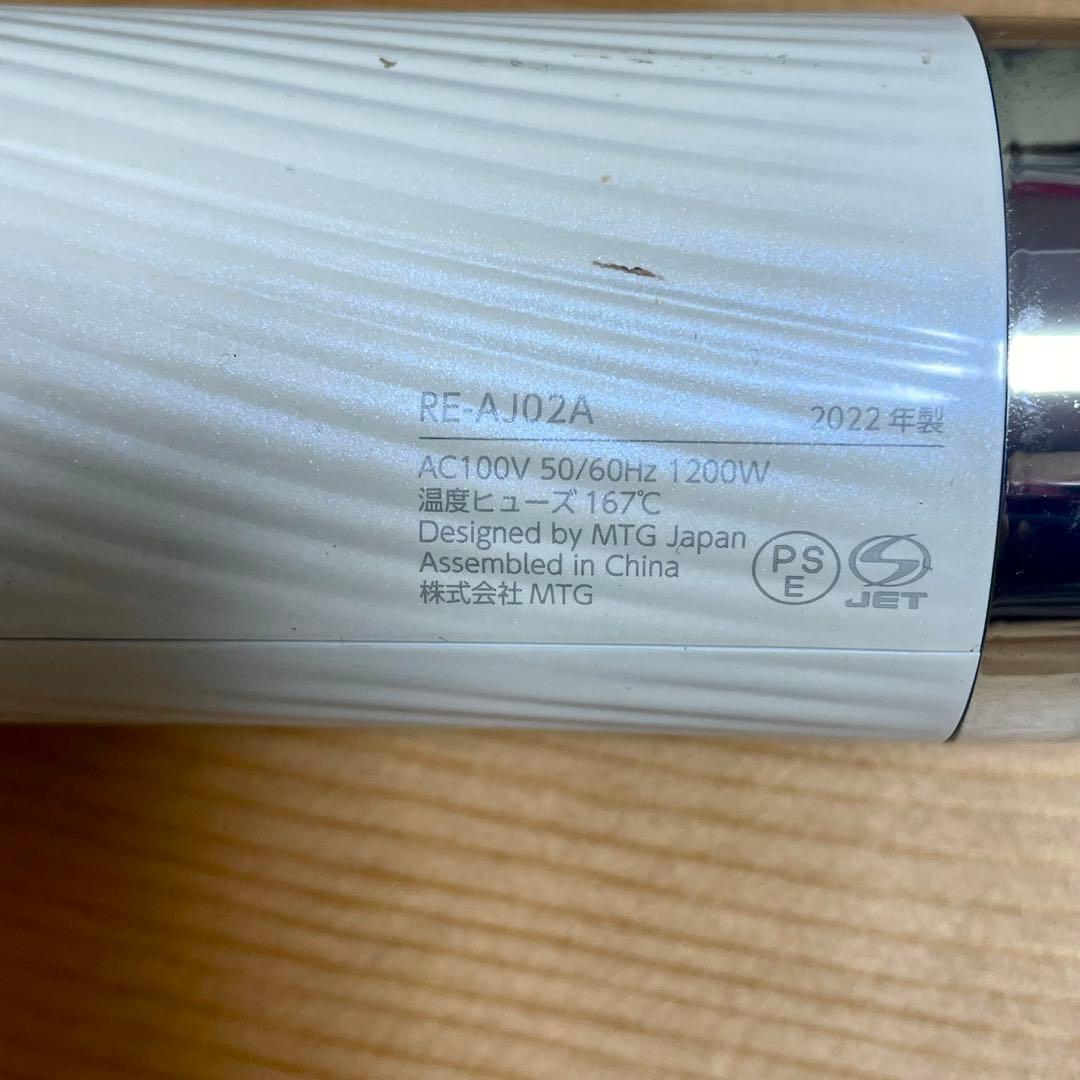 RE-AJ02A
2022年製
AC100V 50/60Hz 1200W
温度ヒューズ 167℃
Designed by MTG Japan
Assembled in China
株式会社 MTG
PS
E
JET